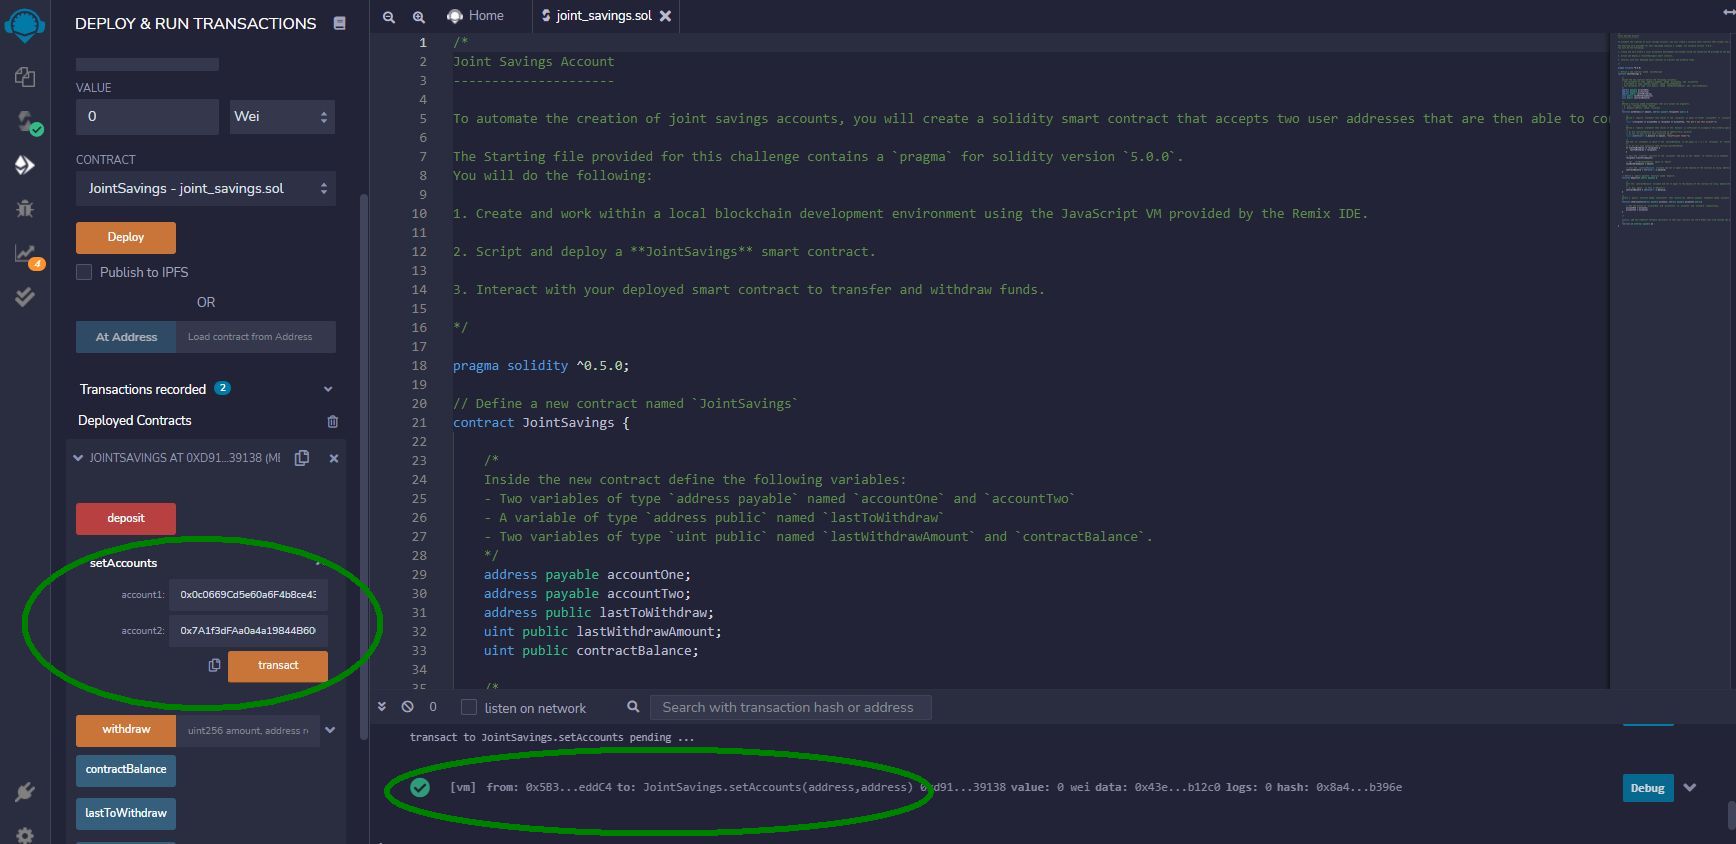 DEPLOY & RUN TRANSACTIONS
VALUE
0
Wei
CONTRACT
JointSavings - joint_savings.sol
Deploy
Publish to IPFS
OR
At Address
Load contract from Address
Transactions recorded 2
Deployed Contracts
JOINTSAVINGS AT 0XD91...39138 (ME
deposit
setAccounts
account1: 0x0c0669Cd5e60a6F4b8ce43
account2: 0x7A1f3dFAa0a4a19844B60
transact
withdraw
uint256 amount, address r
contractBalance
lastToWithdraw
4
Home
joint_savings.sol
1 /*
2 Joint Savings Account
3 ---------------------
4
5 To automate the creation of joint savings accounts, you will create a solidity smart contract that accepts two user addresses that are then able to co
6
7 The Starting file provided for this challenge contains a `pragma` for solidity version `5.0.0`.
8 You will do the following:
9
10 1. Create and work within a local blockchain development environment using the JavaScript VM provided by the Remix IDE.
11
12 2. Script and deploy a **JointSavings** smart contract.
13
14 3. Interact with your deployed smart contract to transfer and withdraw funds.
15
16 */
17
18 pragma solidity ^0.5.0;
19
20 // Define a new contract named `JointSavings`
21 contract JointSavings {
22
23 /*
24 Inside the new contract define the following variables:
25 - Two variables of type `address payable` named `accountOne` and `accountTwo`
26 - A variable of type `address public` named `lastToWithdraw`
27 - Two variables of type `uint public` named `lastWithdrawAmount` and `contractBalance`.
28 */
29 address payable accountOne;
30 address payable accountTwo;
31 address public lastToWithdraw;
32 uint public lastWithdrawAmount;
33 uint public contractBalance;
34
35 /*
0
listen on network
Search with transaction hash or address
transact to JointSavings.setAccounts pending ...
[vm] from: 0x5B3...eddC4 to: JointSavings.setAccounts(address,address) 0xd91...39138 value: 0 wei data: 0x43e...b12c0 logs: 0 hash: 0x8a4...b396e
Debug